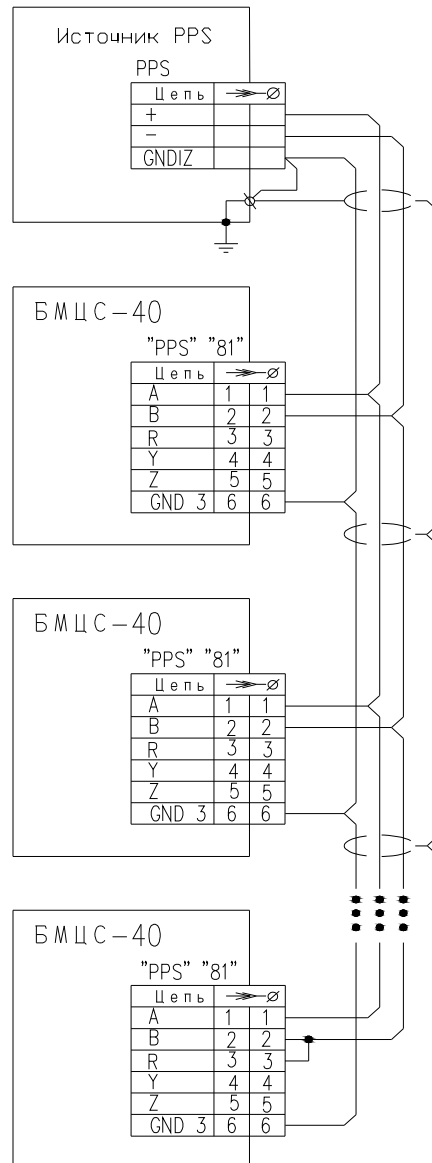 Источник PPS
PPS
Цепь
+
−
GNDIZ
БМЦС-40
"PPS" "81"
Цепь
A 1 1
B 2 2
R 3 3
Y 4 4
Z 5 5
GND 3 6 6
БМЦС-40
"PPS" "81"
Цепь
A 1 1
B 2 2
R 3 3
Y 4 4
Z 5 5
GND 3 6 6
БМЦС-40
"PPS" "81"
Цепь
A 1 1
B 2 2
R 3 3
Y 4 4
Z 5 5
GND 3 6 6